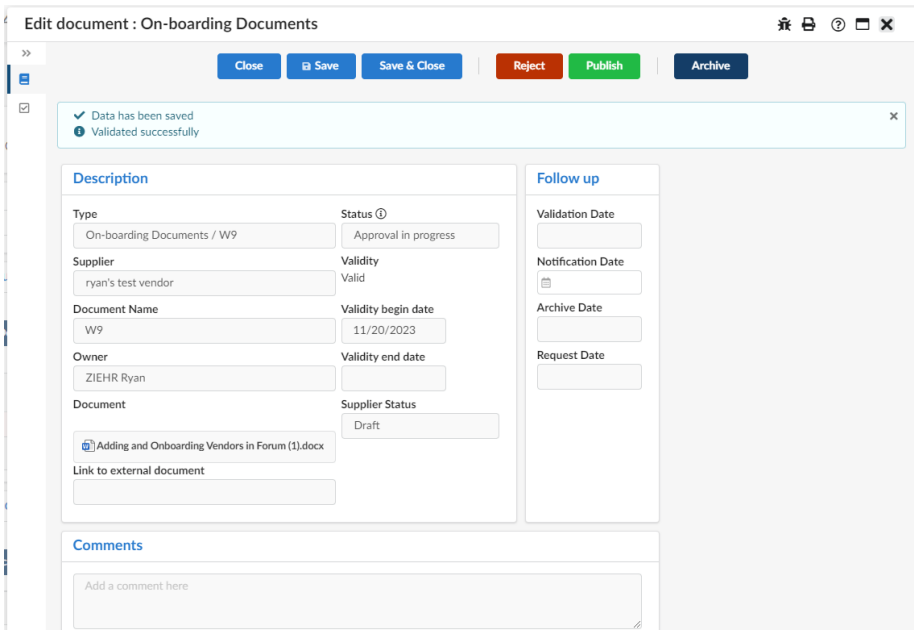 Edit document : On-boarding Documents
Close
Save
Save & Close
Reject
Publish
Archive
Data has been saved
Validated successfully
Description
Type
On-boarding Documents / W9
Status
Approval in progress
Supplier
ryan's test vendor
Validity
Valid
Document Name
W9
Validity begin date
11/20/2023
Owner
ZIEHR Ryan
Validity end date
Document
Supplier Status
Draft
Adding and Onboarding Vendors in Forum (1).docx
Link to external document
Follow up
Validation Date
Notification Date
Archive Date
Request Date
Comments
Add a comment here